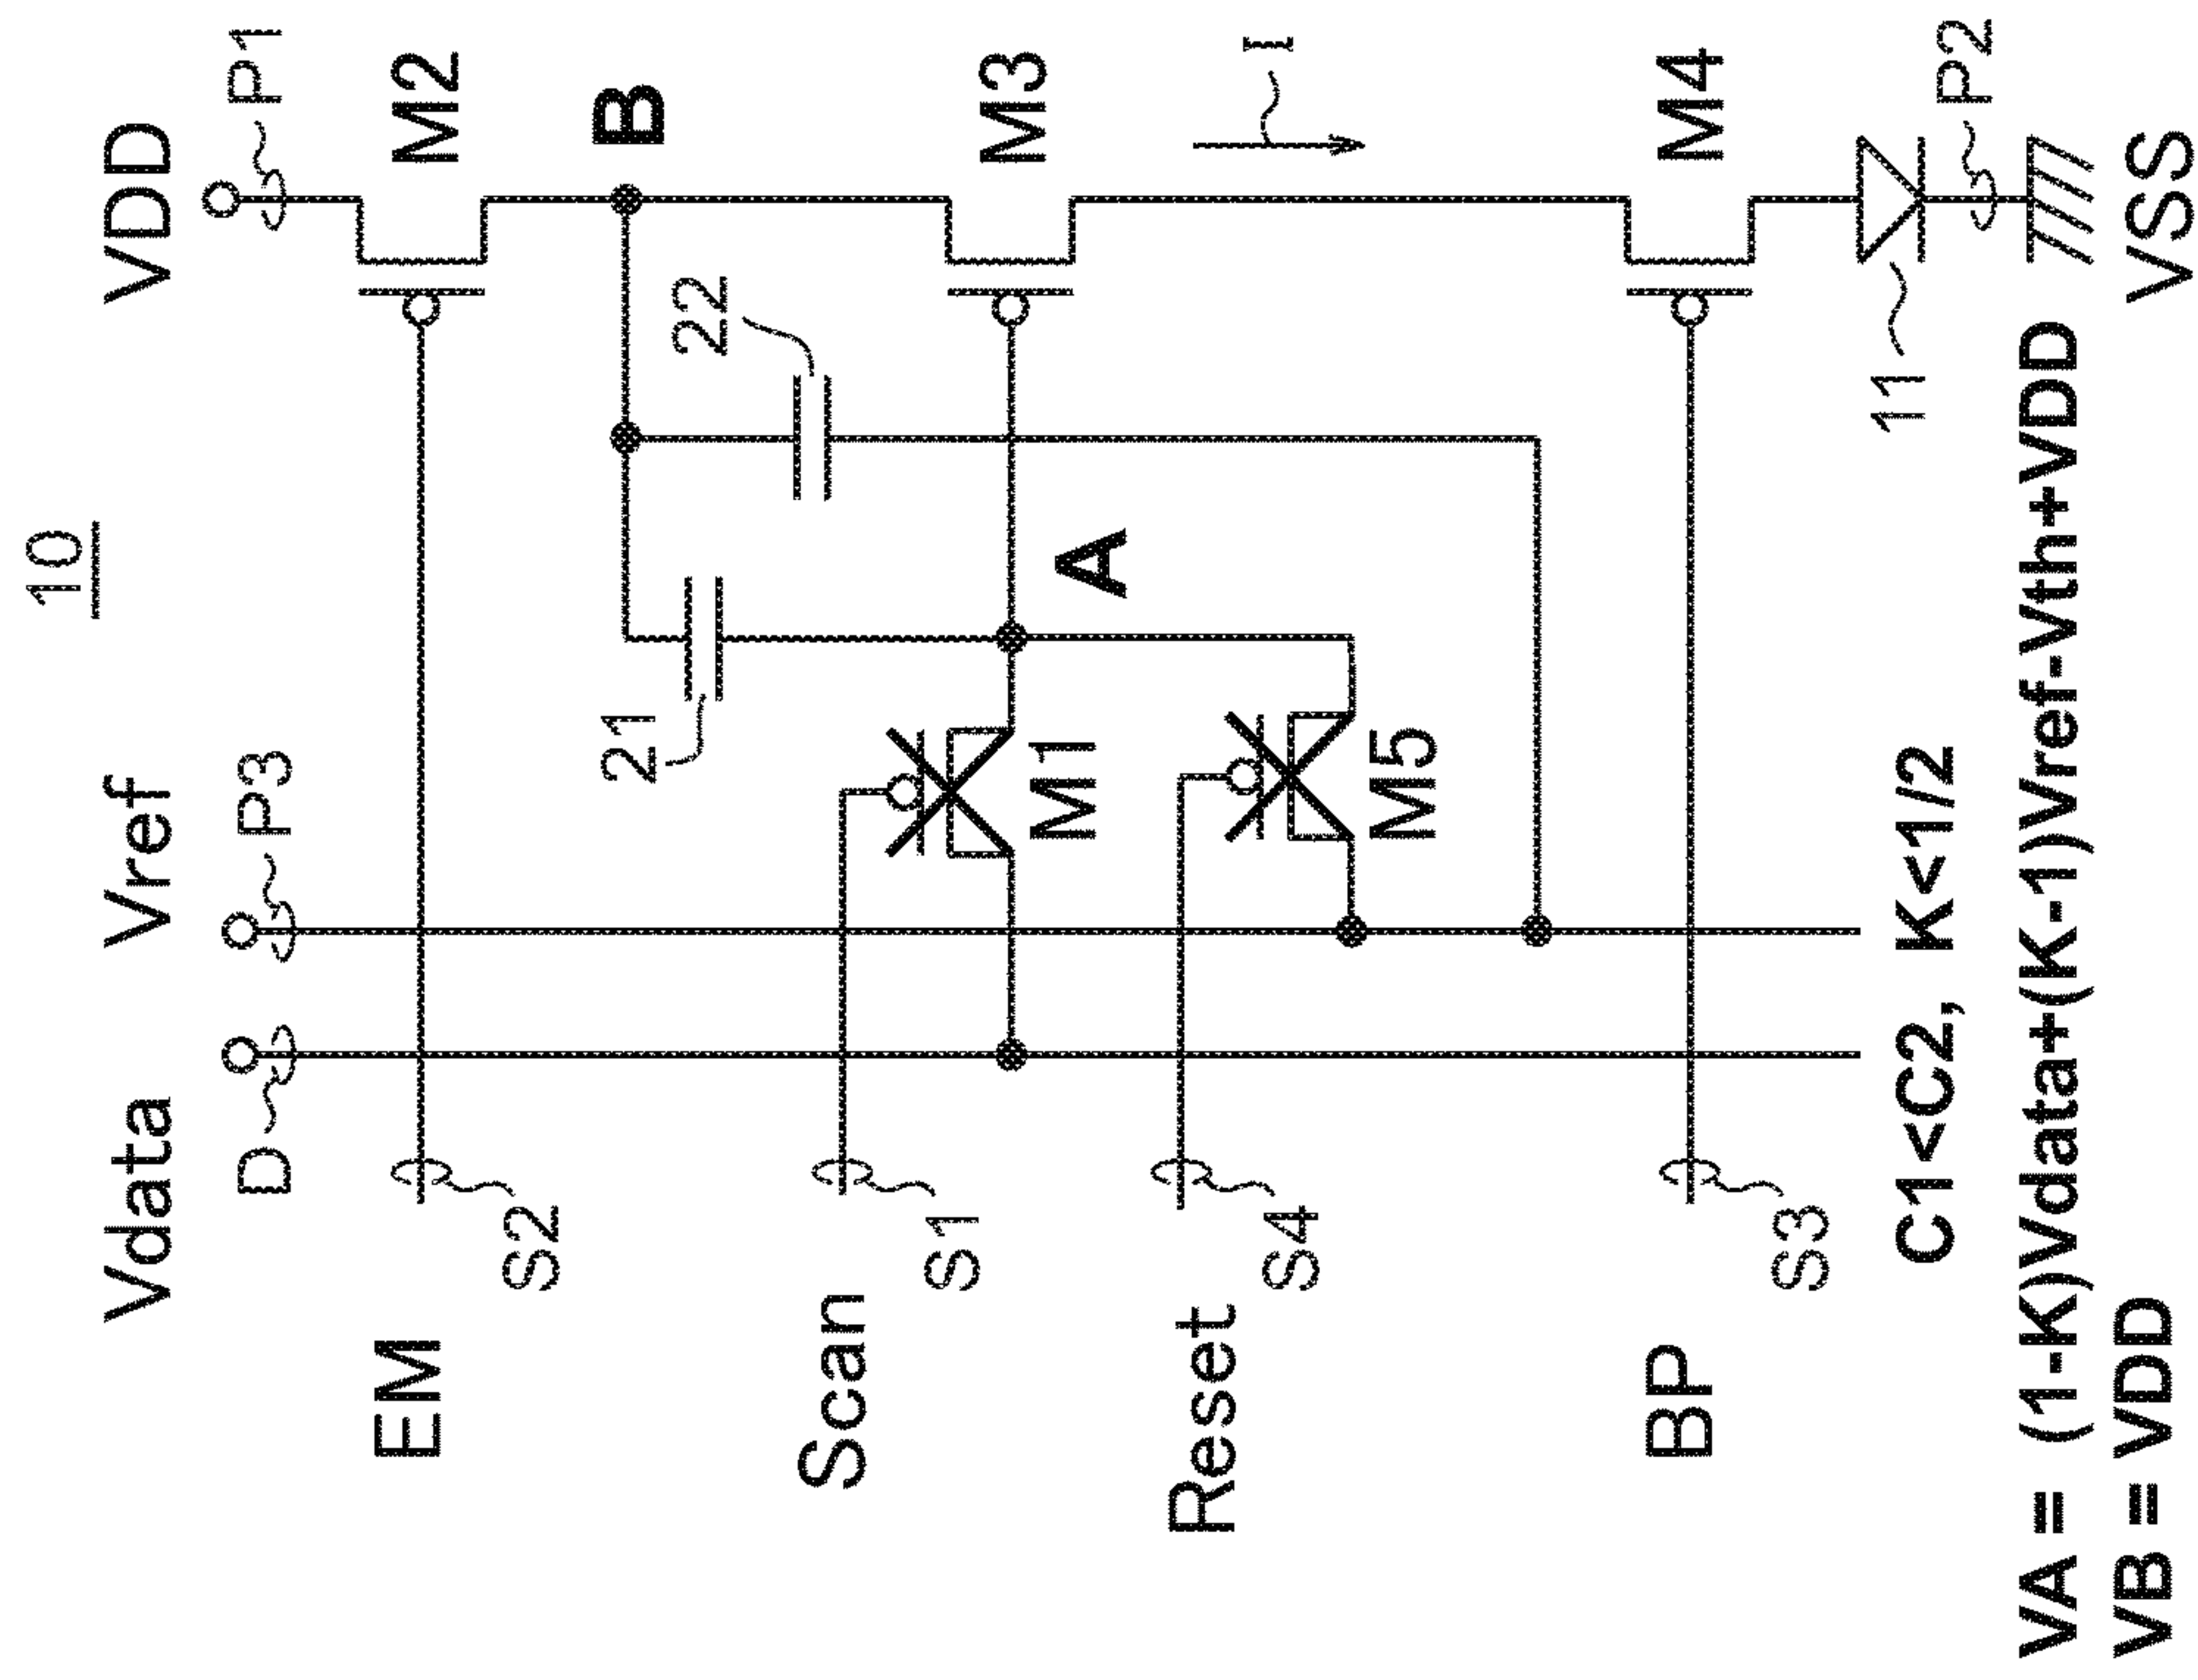 10
Vdata
Vref
VDD
D
P3
P1
EM
S2
M2
B
21
22
Scan
S1
M1
A
M3
Reset
S4
M5
I
BP
S3
M4
11
P2
C1<C2, K<1/2
VSS
VA = (1-K)Vdata+(K-1)Vref-Vth+VDD
VB = VDD